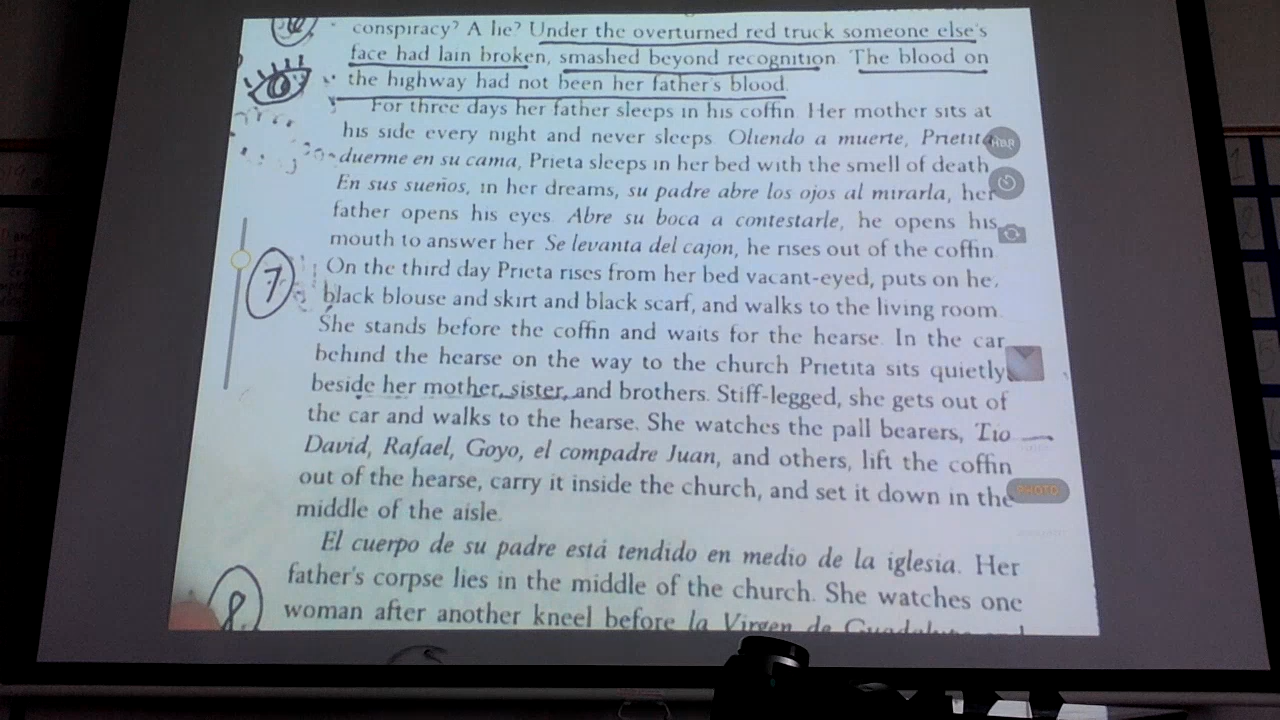 conspiracy? A lie? Under the overturned red truck someone else's
face had lain broken, smashed beyond recognition. The blood on
the highway had not been her father's blood.
For three days her father sleeps in his coffin. Her mother sits at
his side every night and never sleeps. Oliendo a muerte, Prietita
duerme en su cama, Prieta sleeps in her bed with the smell of death
En sus sueños, in her dreams, su padre abre los ojos al mirarla, her
father opens his eyes. Abre su boca a contestarle, he opens his
mouth to answer her. Se levanta del cajon, he rises out of the coffin.
7
On the third day Prieta rises from her bed vacant-eyed, puts on he
black blouse and skirt and black scarf, and walks to the living room.
She stands before the coffin and waits for the hearse. In the car
behind the hearse on the way to the church Prietita sits quietly
beside her mother, sister, and brothers. Stiff-legged, she gets out of
the car and walks to the hearse. She watches the pall bearers, Tio
David, Rafael, Goyo, el compadre Juan, and others, lift the coffin
out of the hearse, carry it inside the church, and set it down in the
middle of the aisle.
El cuerpo de su padre está tendido en medio de la iglesia. Her
father's corpse lies in the middle of the church. She watches one
8
woman after another kneel before la Virgen de Guadalupe
HDR
PHOTO